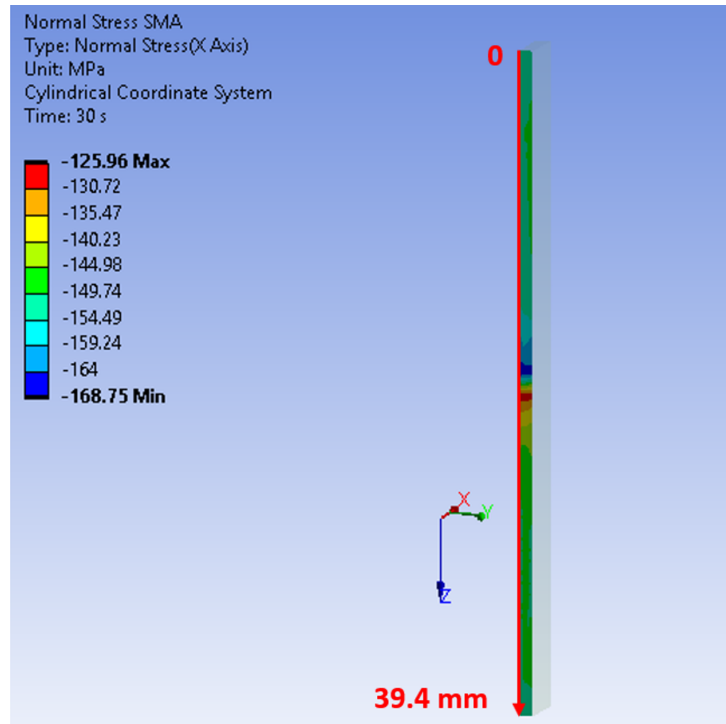 Normal Stress SMA
Type: Normal Stress(X Axis)
Unit: MPa
Cylindrical Coordinate System
Time: 30 s
-125.96 Max
-130.72
-135.47
-140.23
-144.98
-149.74
-154.49
-159.24
-164
-168.75 Min
0
X
Y
Z
39.4 mm